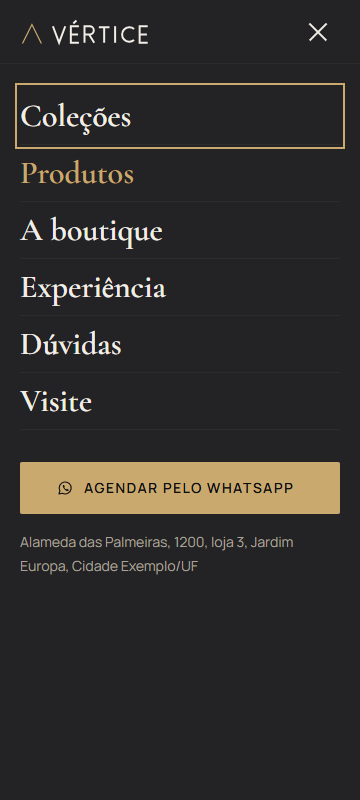 VÉRTICE
Coleções
Produtos
A boutique
Experiência
Dúvidas
Visite
AGENDAR PELO WHATSAPP
Alameda das Palmeiras, 1200, loja 3, Jardim
Europa, Cidade Exemplo/UF